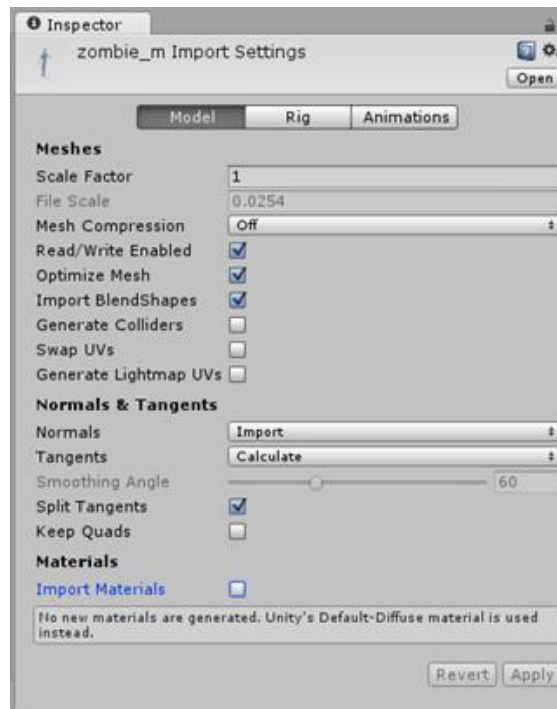 Inspector
zombie_m Import Settings
Open
Model Rig Animations
Meshes
Scale Factor 1
File Scale 0.0254
Mesh Compression Off
Read/Write Enabled
Optimize Mesh
Import BlendShapes
Generate Colliders
Swap UVs
Generate Lightmap UVs
Normals & Tangents
Normals Import
Tangents Calculate
Smoothing Angle 60
Split Tangents
Keep Quads
Materials
Import Materials
No new materials are generated. Unity's Default-Diffuse material is used
instead.
Revert Apply